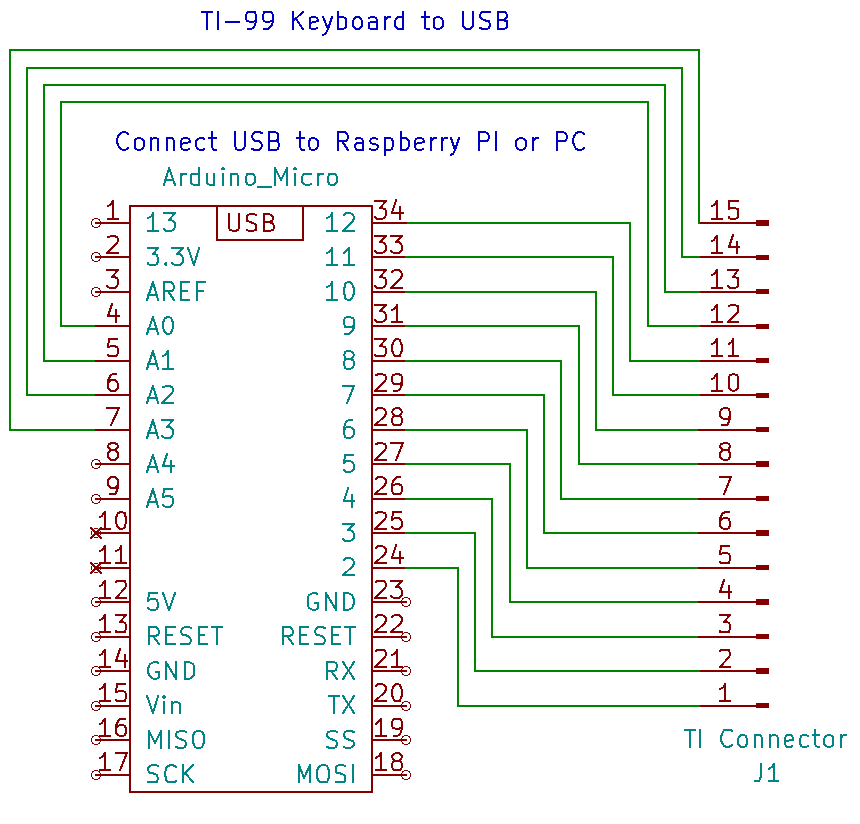 TI-99 Keyboard to USB
Connect USB to Raspberry PI or PC
Arduino_Micro
1 13 USB 12 34 15
2 3.3V 11 33 14
3 AREF 10 32 13
4 A0 9 31 12
5 A1 8 30 11
6 A2 7 29 10
7 A3 6 28 9
8 A4 5 27 8
9 A5 4 26 7
10 3 25 6
11 2 24 5
12 5V GND 23 4
13 RESET RESET 22 3
14 GND RX 21 2
15 Vin TX 20 1
16 MISO SS 19 TI Connector
17 SCK MOSI 18 J1